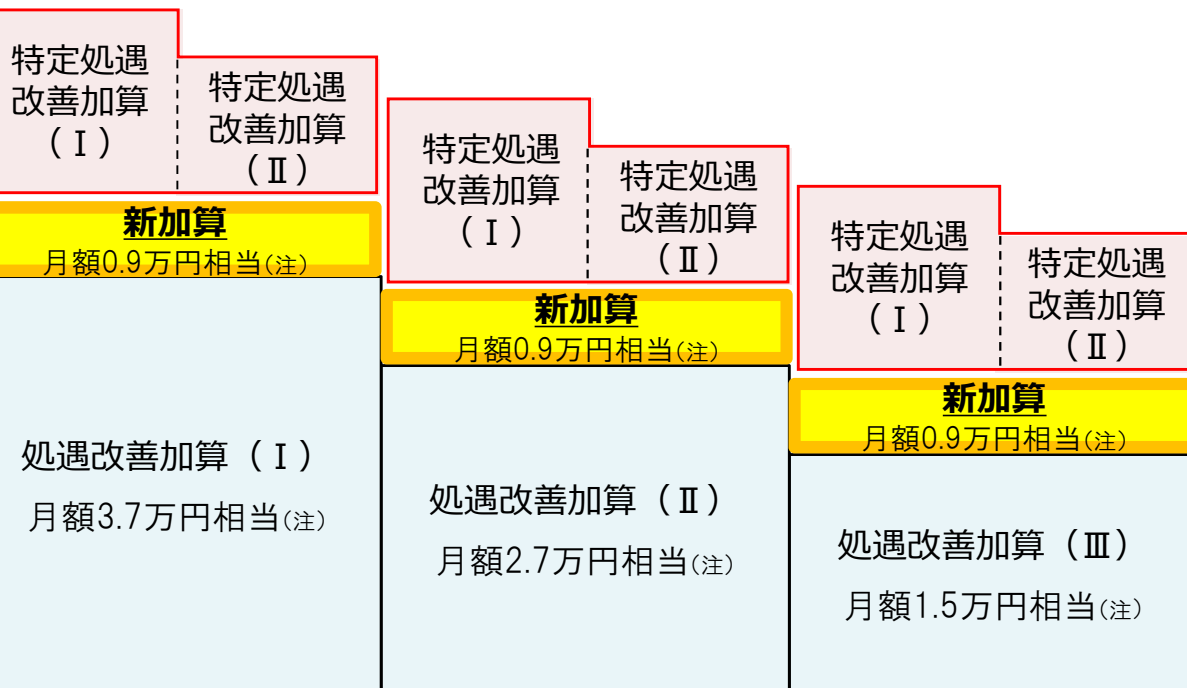 特定処遇
改善加算
(Ⅰ)
特定処遇
改善加算
(Ⅱ)
新加算
月額0.9万円相当(注)
処遇改善加算(Ⅰ)
月額3.7万円相当(注)
特定処遇
改善加算
(Ⅰ)
特定処遇
改善加算
(Ⅱ)
新加算
月額0.9万円相当(注)
処遇改善加算(Ⅱ)
月額2.7万円相当(注)
特定処遇
改善加算
(Ⅰ)
特定処遇
改善加算
(Ⅱ)
新加算
月額0.9万円相当(注)
処遇改善加算(Ⅲ)
月額1.5万円相当(注)